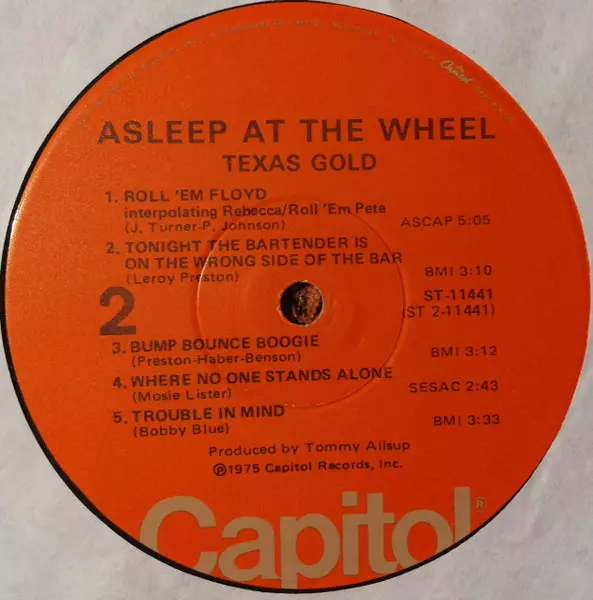 Capitol
ASLEEP AT THE WHEEL
TEXAS GOLD
1. ROLL 'EM FLOYD
interpolating Rebecca/Roll 'Em Pete
(J. Turner-P. Johnson) ASCAP 5:05
2. TONIGHT THE BARTENDER IS
ON THE WRONG SIDE OF THE BAR
(Leroy Preston) BMI 3:10
2
ST-11441
(ST 2-11441)
3. BUMP BOUNCE BOOGIE
(Preston-Haber-Benson) BMI 3:12
4. WHERE NO ONE STANDS ALONE
(Mosie Lister) SESAC 2:43
5. TROUBLE IN MIND
(Bobby Blue) BMI 3:33
Produced by Tommy Allsup
Ⓟ1975 Capitol Records, Inc.
Capitol®